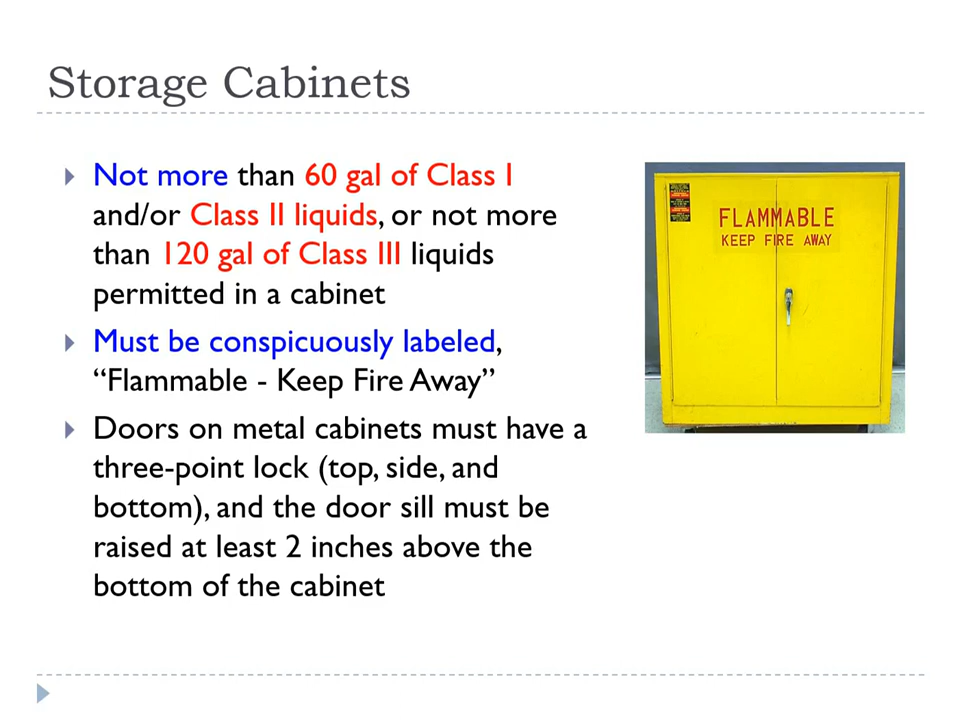 Storage Cabinets
Not more than 60 gal of Class I
and/or Class II liquids, or not more
than 120 gal of Class III liquids
permitted in a cabinet
Must be conspicuously labeled,
“Flammable - Keep Fire Away”
Doors on metal cabinets must have a
three-point lock (top, side, and
bottom), and the door sill must be
raised at least 2 inches above the
bottom of the cabinet
FLAMMABLE
KEEP FIRE AWAY